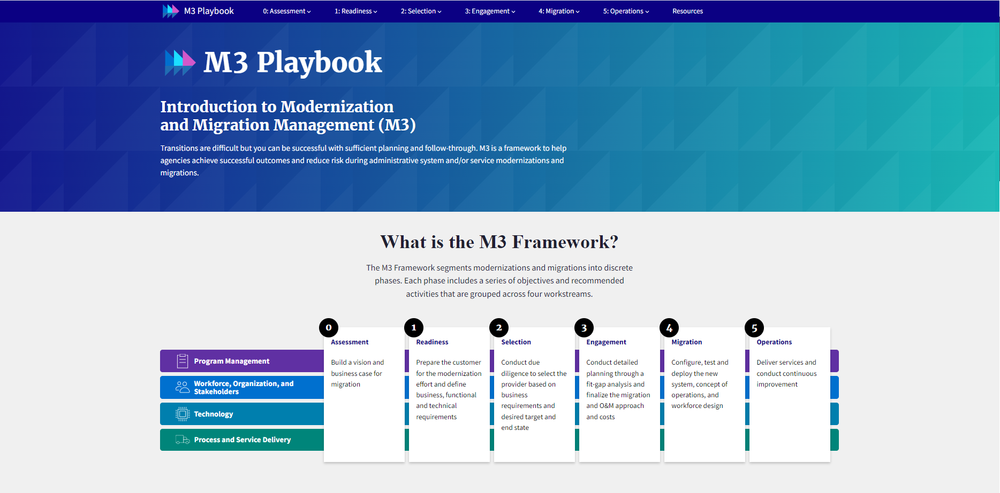 M3 Playbook
0: Assessment
1: Readiness
2: Selection
3: Engagement
4: Migration
5: Operations
Resources
M3 Playbook
Introduction to Modernization
and Migration Management (M3)
Transitions are difficult but you can be successful with sufficient planning and follow-through. M3 is a framework to help
agencies achieve successful outcomes and reduce risk during administrative system and/or service modernizations and
migrations.
What is the M3 Framework?
The M3 Framework segments modernizations and migrations into discrete
phases. Each phase includes a series of objectives and recommended
activities that are grouped across four workstreams.
Program Management
Workforce, Organization, and
Stakeholders
Technology
Process and Service Delivery
0
Assessment
Build a vision and
business case for
migration
1
Readiness
Prepare the customer
for the modernization
effort and define
business, functional
and technical
requirements
2
Selection
Conduct due
diligence to select the
provider based on
business
requirements and
desired target and
end state
3
Engagement
Conduct detailed
planning through a
fit-gap analysis and
finalize the migration
and O&M approach
and costs
4
Migration
Configure, test and
deploy the new
system, concept of
operations, and
workforce design
5
Operations
Deliver services and
conduct continuous
improvement